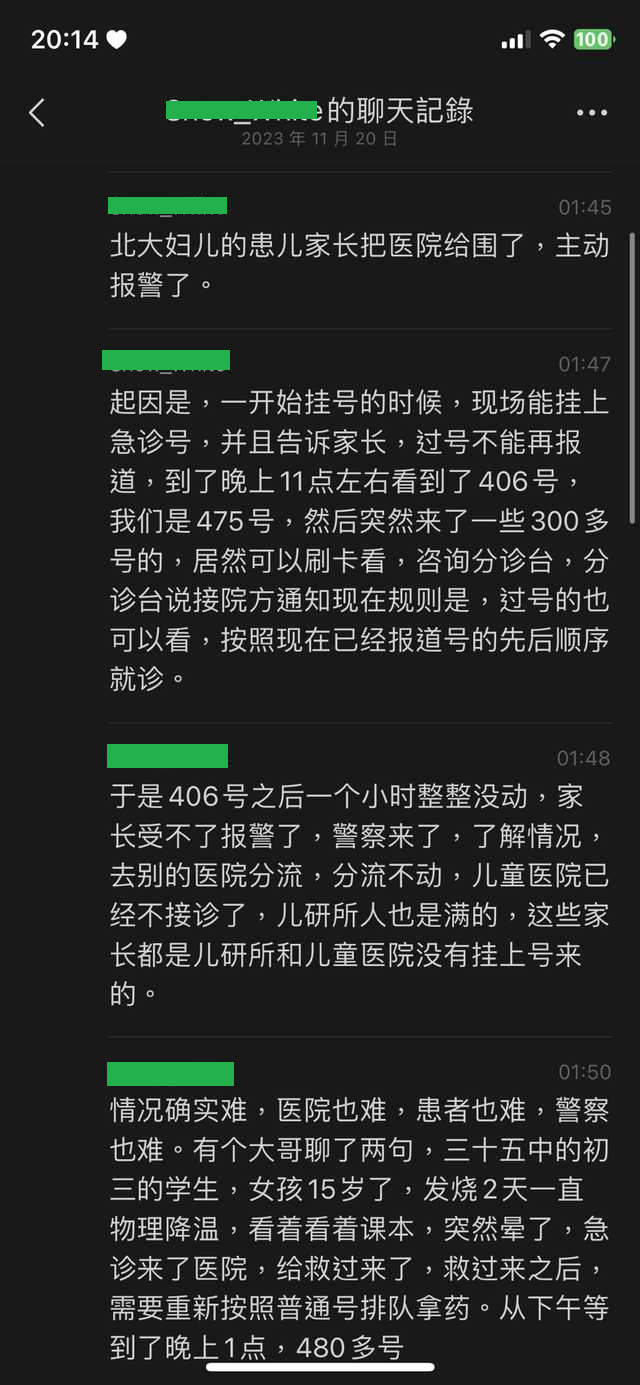 20:14
100
的聊天記錄
2023 年 11 月 20 日
01:45
北大妇儿的患儿家长把医院给围了，主动
报警了。
01:47
起因是，一开始挂号的时候，现场能挂上
急诊号，并且告诉家长，过号不能再报
道，到了晚上11点左右看到了406号，
我们是475号，然后突然来了一些300多
号的，居然可以刷卡看，咨询分诊台，分
诊台说接院方通知现在规则是，过号的也
可以看，按照现在已经报道号的先后顺序
就诊。
01:48
于是406号之后一个小时整整没动，家
长受不了报警了，警察来了，了解情况，
去别的医院分流，分流不动，儿童医院已
经不接诊了，儿研所人也是满的，这些家
长都是儿研所和儿童医院没有挂上号来
的。
01:50
情况确实难，医院也难，患者也难，警察
也难。有个大哥聊了两句，三十五中的初
三的学生，女孩15岁了，发烧2天一直
物理降温，看着看着课本，突然晕了，急
诊来了医院，给救过来了，救过来之后，
需要重新按照普通号排队拿药。从下午等
到了晚上1点，480多号